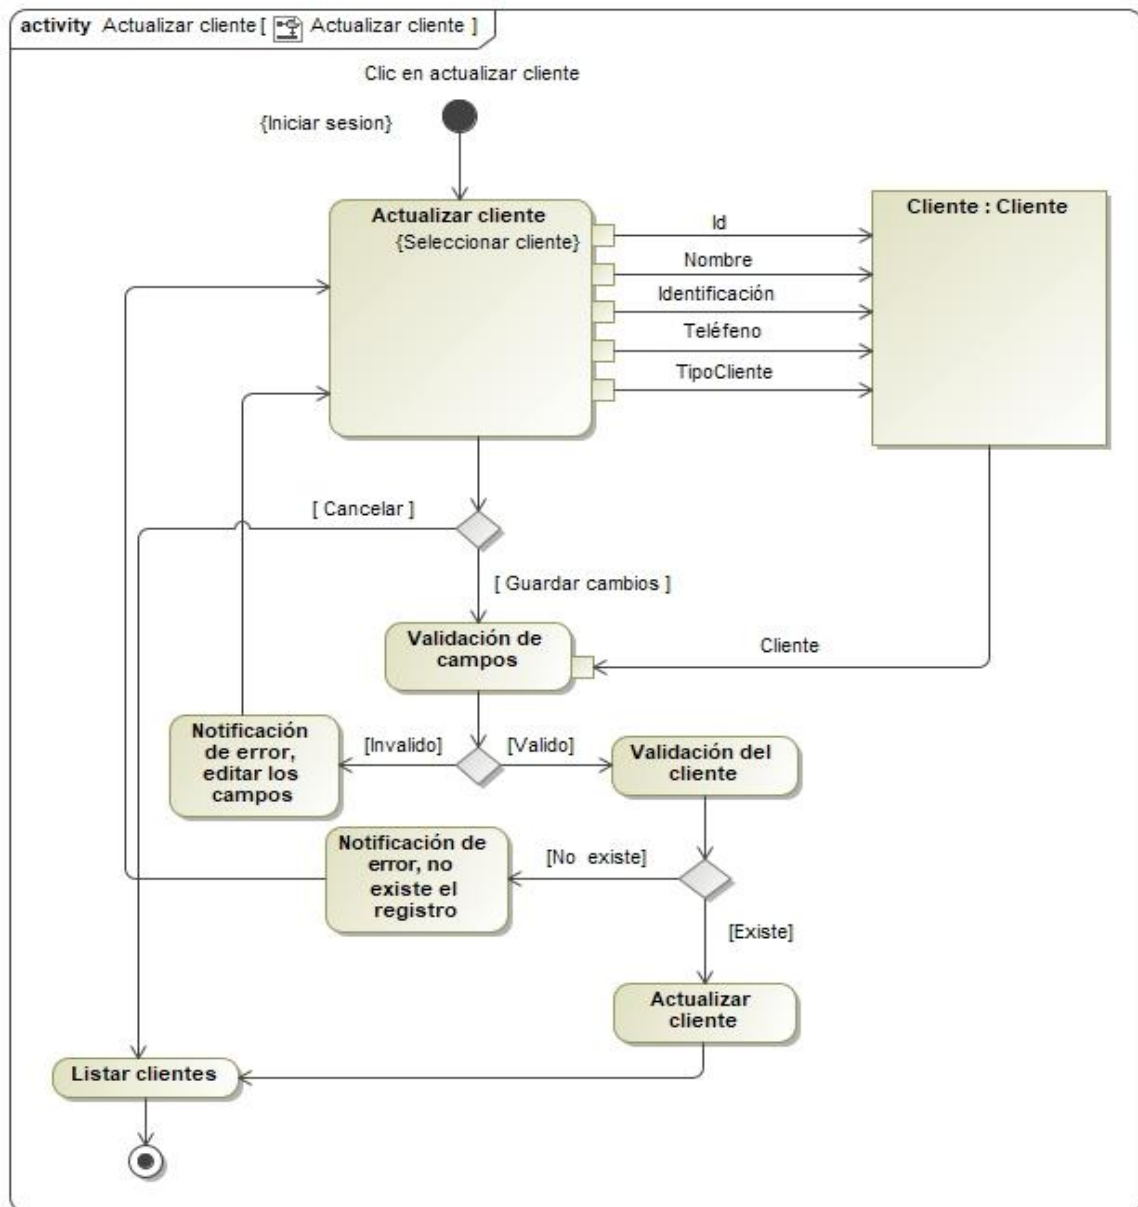 activity Actualizar cliente [ Actualizar cliente ]
Clic en actualizar cliente
{Iniciar sesion}
Actualizar cliente
{Seleccionar cliente}
Cliente : Cliente
Id
Nombre
Identificación
Teléfeno
TipoCliente
[ Cancelar ]
[ Guardar cambios ]
Validación de
campos
Cliente
Notificación
de error,
editar los
campos
[Invalido]
[Valido]
Validación del
cliente
Notificación de
error, no
existe el
registro
[No existe]
[Existe]
Actualizar
cliente
Listar clientes